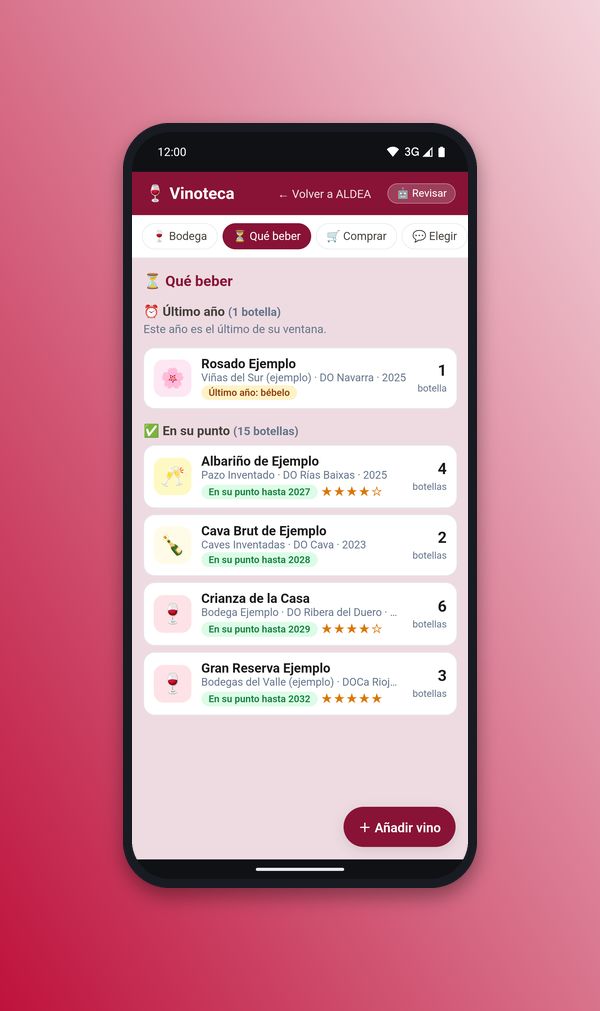 12:00
3G
Vinoteca
← Volver a ALDEA
Revisar
Bodega
Qué beber
Comprar
Elegir
Qué beber
Último año (1 botella)
Este año es el último de su ventana.
Rosado Ejemplo
Viñas del Sur (ejemplo) · DO Navarra · 2025
Último año: bébelo
1
botella
En su punto (15 botellas)
Albariño de Ejemplo
Pazo Inventado · DO Rías Baixas · 2025
En su punto hasta 2027 ★★★★☆
4
botellas
Cava Brut de Ejemplo
Caves Inventadas · DO Cava · 2023
En su punto hasta 2028
2
botellas
Crianza de la Casa
Bodega Ejemplo · DO Ribera del Duero · …
En su punto hasta 2029 ★★★★☆
6
botellas
Gran Reserva Ejemplo
Bodegas del Valle (ejemplo) · DOCa Rioj…
En su punto hasta 2032 ★★★★★
3
botellas
+ Añadir vino